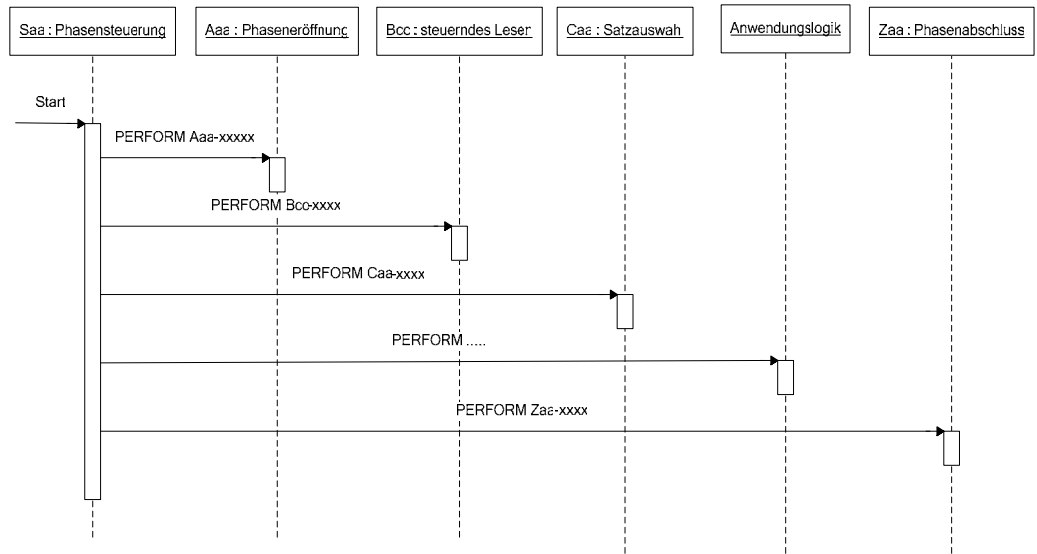 Saa : Phasensteuerung
Aaa : Phaseneröffnung
Bcc : steuerndes Lesen
Caa : Satzauswah
Anwendungslogik
Zaa : Phasenabschluss
Start
PERFORM Aaa-xxxxx
PERFORM Bcc-xxxx
PERFORM Caa-xxxx
PERFORM .....
PERFORM Zaa-xxxx